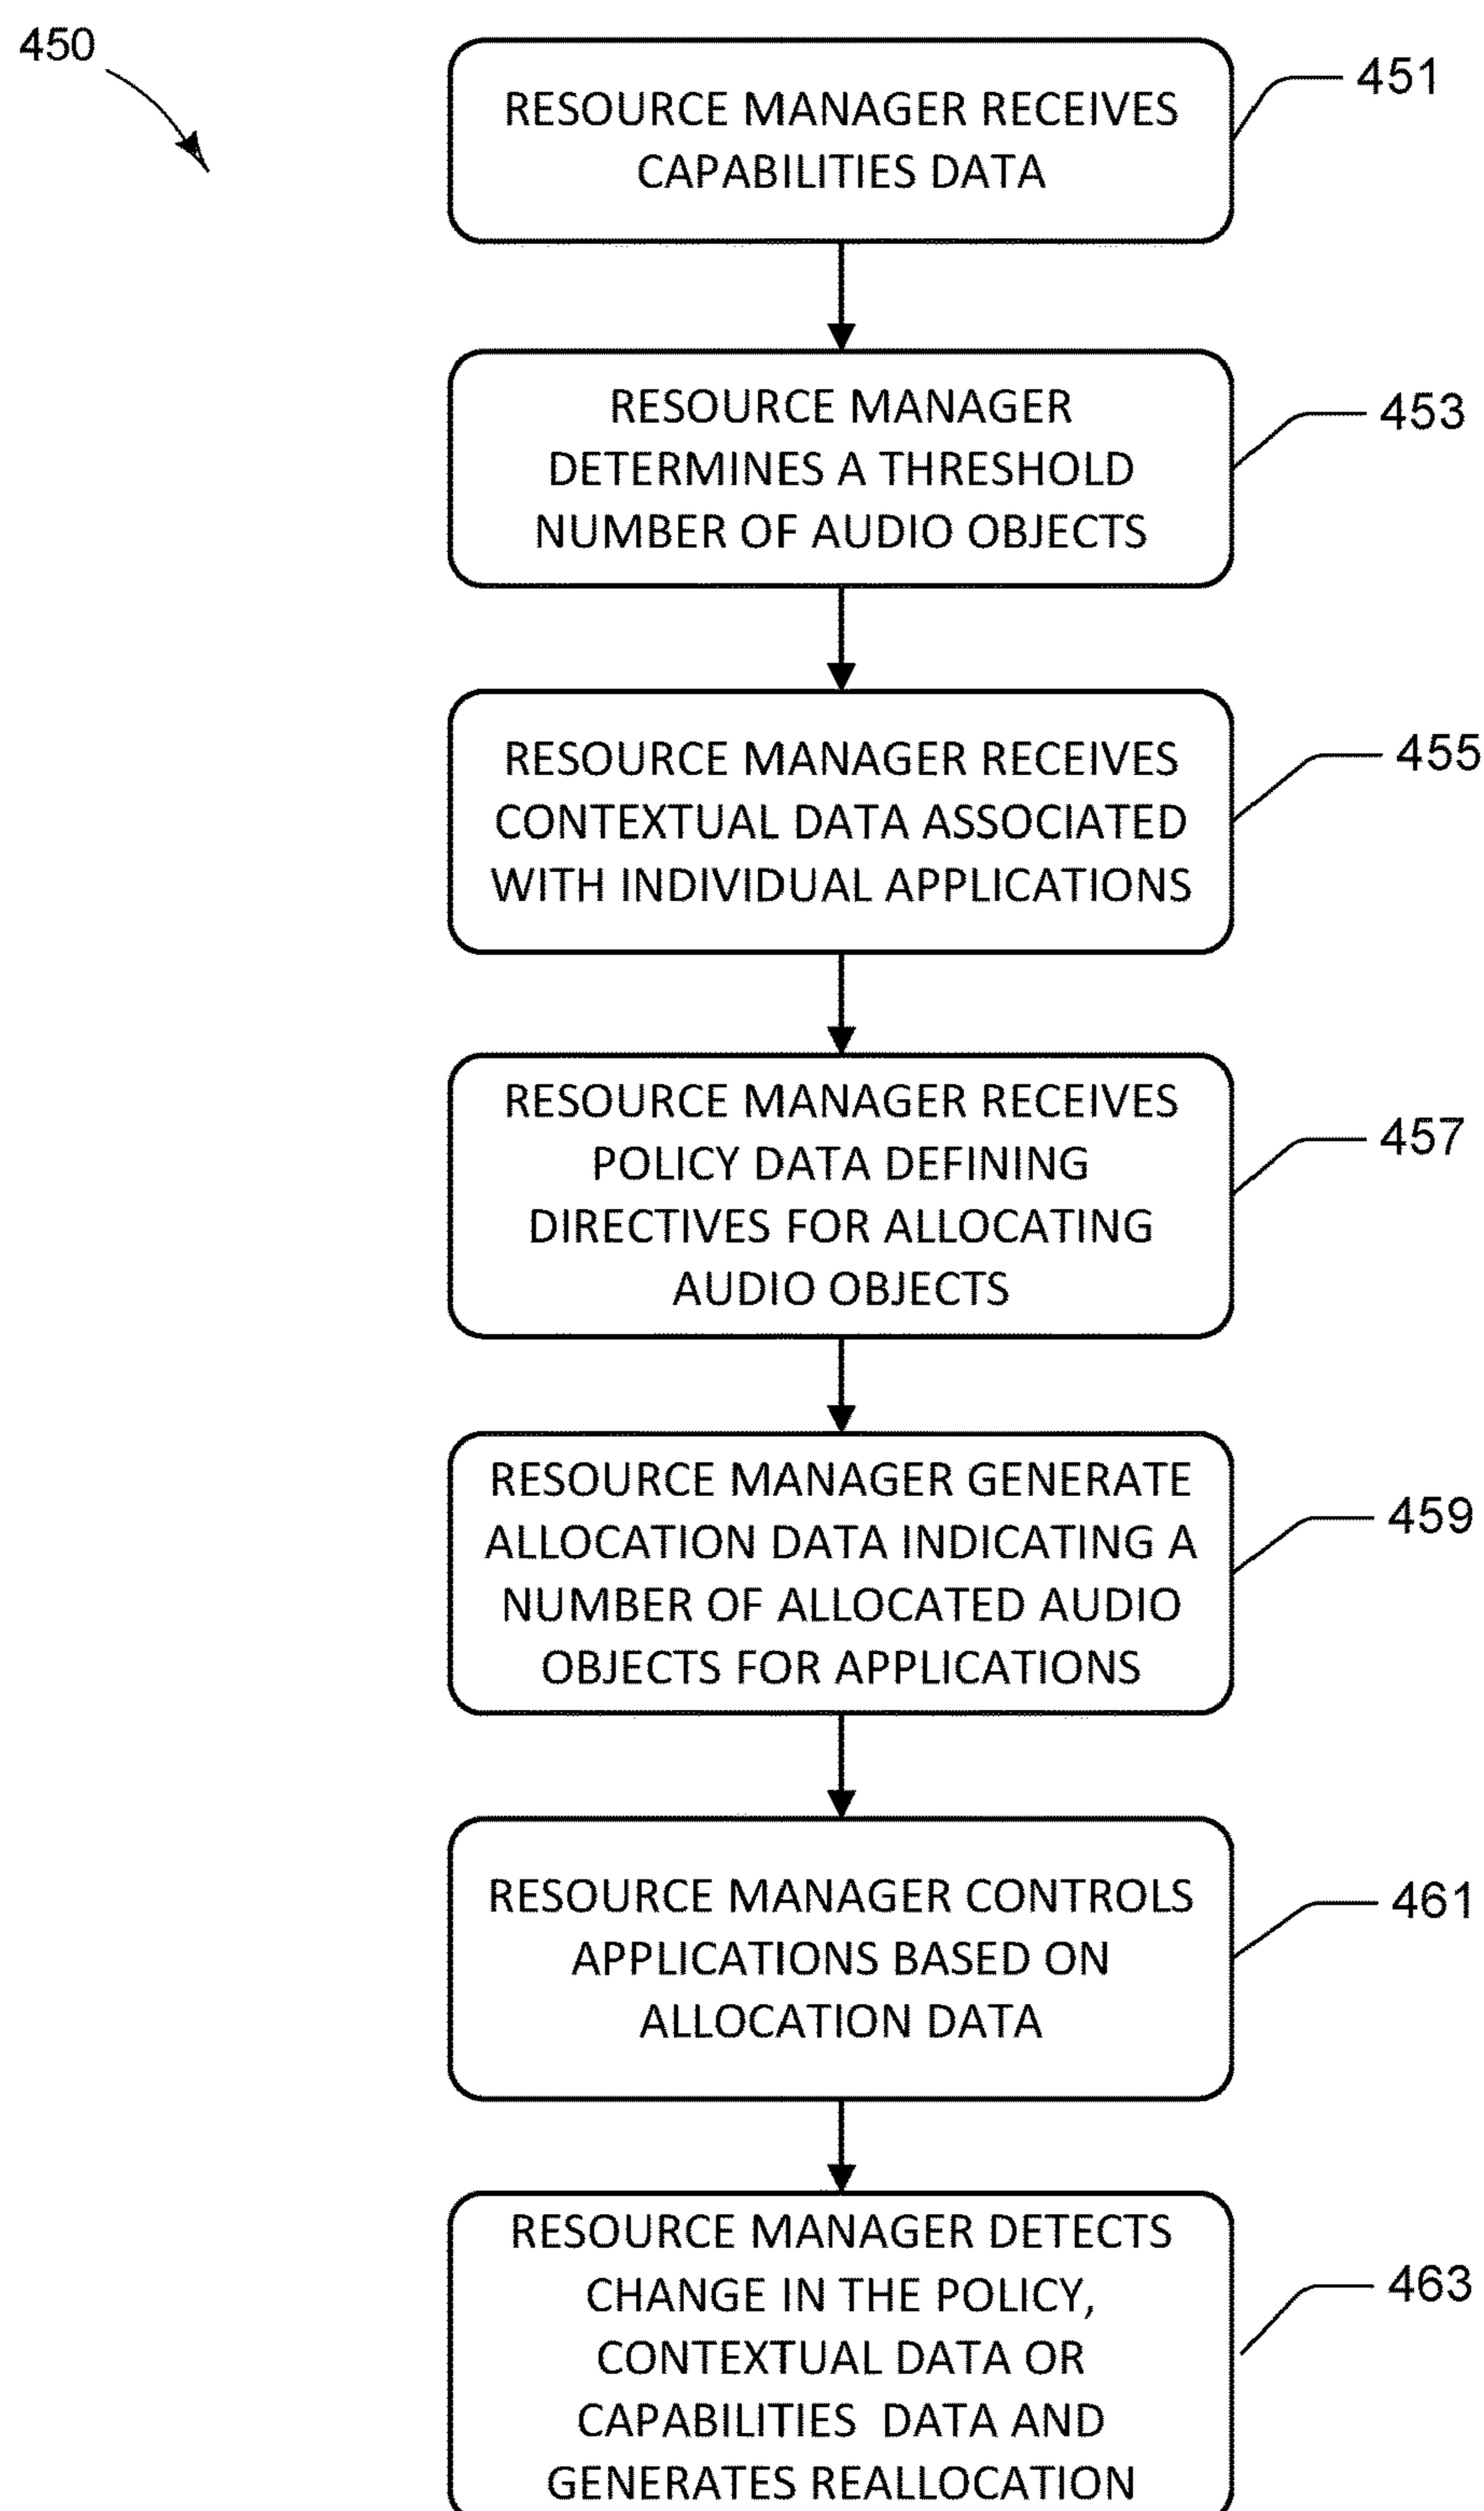 450
RESOURCE MANAGER RECEIVES
CAPABILITIES DATA
451
RESOURCE MANAGER
DETERMINES A THRESHOLD
NUMBER OF AUDIO OBJECTS
453
RESOURCE MANAGER RECEIVES
CONTEXTUAL DATA ASSOCIATED
WITH INDIVIDUAL APPLICATIONS
455
RESOURCE MANAGER RECEIVES
POLICY DATA DEFINING
DIRECTIVES FOR ALLOCATING
AUDIO OBJECTS
457
RESOURCE MANAGER GENERATE
ALLOCATION DATA INDICATING A
NUMBER OF ALLOCATED AUDIO
OBJECTS FOR APPLICATIONS
459
RESOURCE MANAGER CONTROLS
APPLICATIONS BASED ON
ALLOCATION DATA
461
RESOURCE MANAGER DETECTS
CHANGE IN THE POLICY,
CONTEXTUAL DATA OR
CAPABILITIES DATA AND
GENERATES REALLOCATION
463